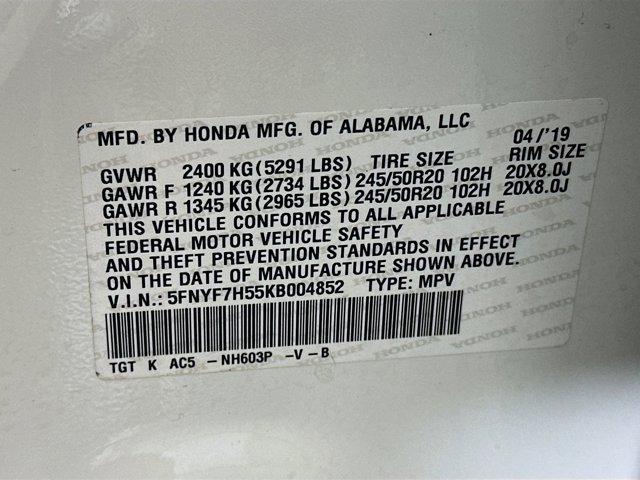 MFD. BY HONDA MFG. OF ALABAMA, LLC 04/'19
GVWR 2400 KG(5291 LBS) TIRE SIZE RIM SIZE
GAWR F 1240 KG(2734 LBS)245/50R20 102H 20X8.0J
GAWR R 1345 KG(2965 LBS)245/50R20 102H 20X8.0J
THIS VEHICLE CONFORMS TO ALL APPLICABLE
FEDERAL MOTOR VEHICLE SAFETY
AND THEFT PREVENTION STANDARDS IN EFFECT
ON THE DATE OF MANUFACTURE SHOWN ABOVE.
V.I.N.: 5FNYF7H55KB004852 TYPE: MPV
TGT K AC5 -NH603P -V-B